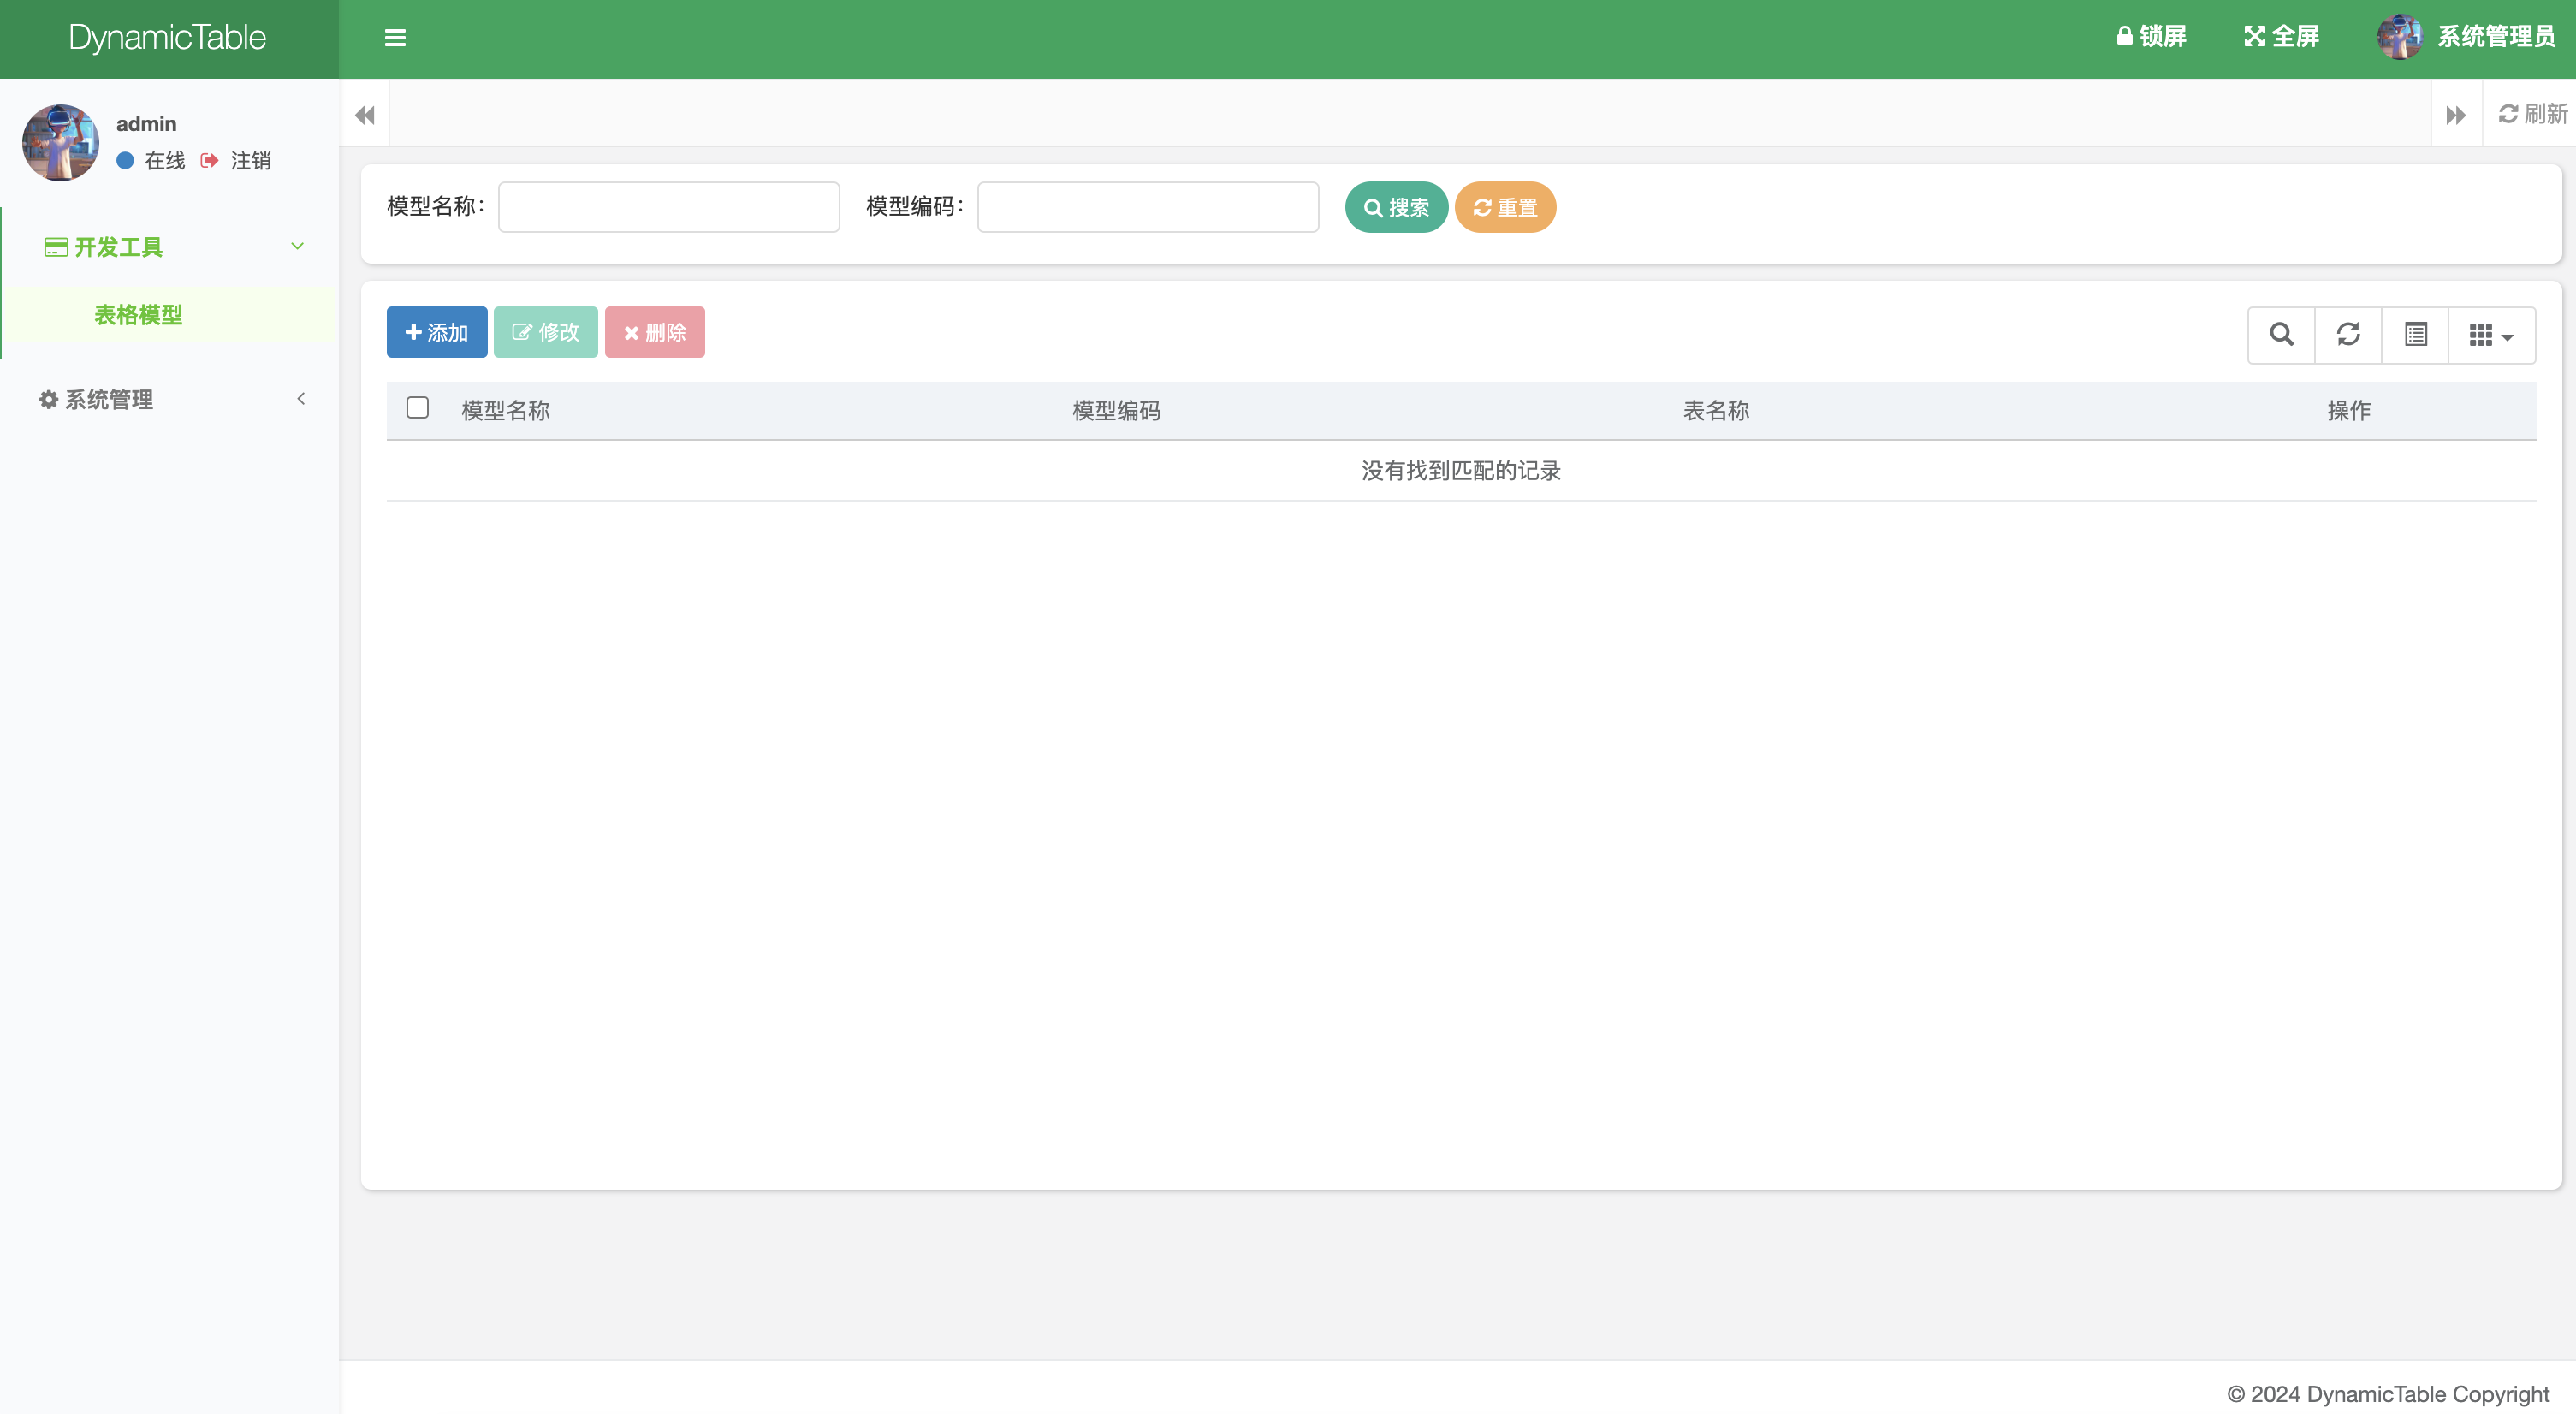 DynamicTable
锁屏 全屏 系统管理员
admin
在线 注销
刷新
开发工具
表格模型
系统管理
模型名称： 模型编码： 搜索 重置
添加 修改 删除
模型名称 模型编码 表名称 操作
没有找到匹配的记录
© 2024 DynamicTable Copyright